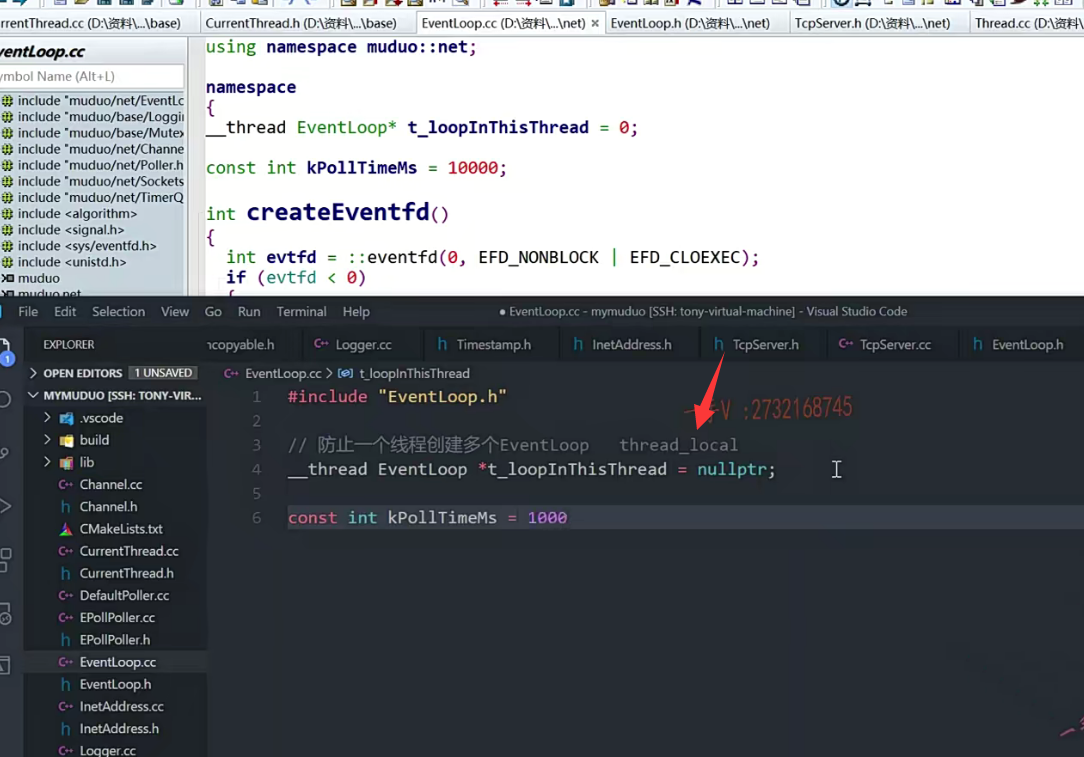 rrentThread.cc (D:\资料\...\base)
CurrentThread.h (D:\资料\...\base)
EventLoop.cc (D:\资料\...\net)
EventLoop.h (D:\资料\...\net)
TcpServer.h (D:\资料\...\net)
Thread.cc (D:\资料\
ventLoop.cc
ymbol Name (Alt+L)
include "muduo/net/EventLc
include "muduo/base/Loggin
include "muduo/base/Mutex
include "muduo/net/Channe
include "muduo/net/Poller.h
include "muduo/net/Sockets
include "muduo/net/TimerQ
include <algorithm>
include <signal.h>
include <sys/eventfd.h>
include <unistd.h>
muduo
muduo net
using namespace muduo::net;
namespace
{
__thread EventLoop* t_loopInThisThread = 0;
const int kPollTimeMs = 10000;
int createEventfd()
{
int evtfd = ::eventfd(0, EFD_NONBLOCK | EFD_CLOEXEC);
if (evtfd < 0)
File Edit Selection View Go Run Terminal Help
● EventLoop.cc - mymuduo [SSH: tony-virtual-machine] - Visual Studio Code
EXPLORER
ncopyable.h
Logger.cc
Timestamp.h
InetAddress.h
TcpServer.h
TcpServer.cc
EventLoop.h
1
OPEN EDITORS 1 UNSAVED
MYMUDUO [SSH: TONY-VIR...
.vscode
build
lib
Channel.cc
Channel.h
CMakeLists.txt
CurrentThread.cc
CurrentThread.h
DefaultPoller.cc
EPollPoller.cc
EPollPoller.h
EventLoop.cc
EventLoop.h
InetAddress.cc
InetAddress.h
Logger.cc
EventLoop.cc > t_loopInThisThread
1 #include "EventLoop.h"
2
V :2732168745
3 // 防止一个线程创建多个EventLoop thread_local
4 __thread EventLoop *t_loopInThisThread = nullptr;
5
6 const int kPollTimeMs = 1000